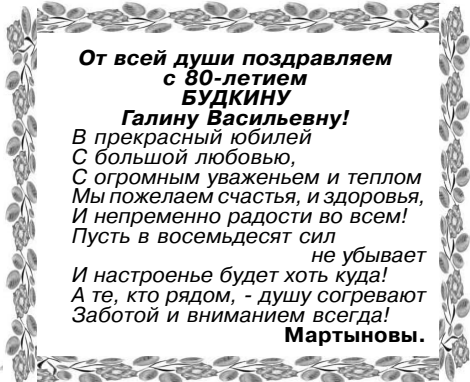 От всей души поздравляем
с 80-летием
БУДКИНУ
Галину Васильевну!
В прекрасный юбилей
С большой любовью,
С огромным уваженьем и теплом
Мы пожелаем счастья, и здоровья,
И непременно радости во всем!
Пусть в восемьдесят сил
не убывает
И настроенье будет хоть куда!
А те, кто рядом, - душу согревают
Заботой и вниманием всегда!
Мартыновы.